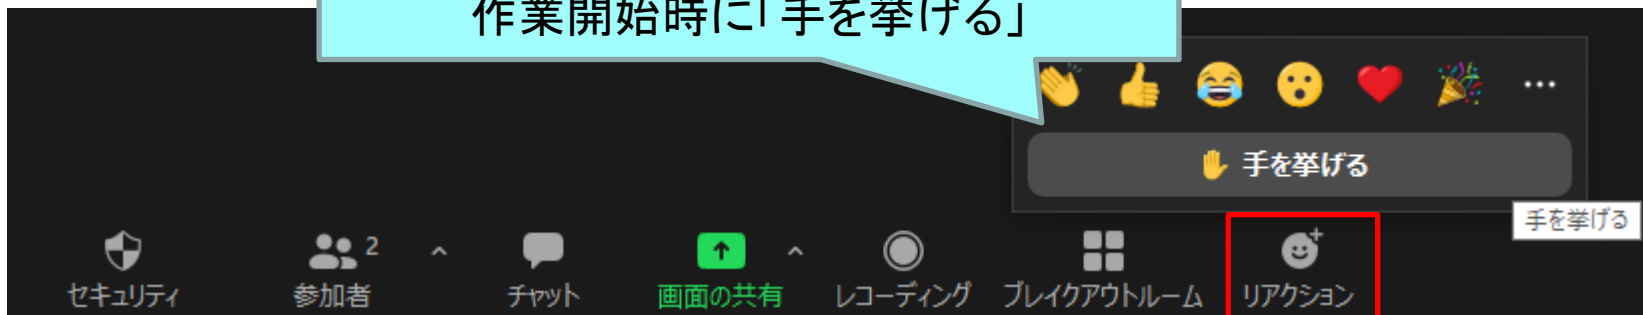 作業開始時に「手を挙げる」
手を挙げる
手を挙げる
2
セキュリティ
参加者
チャット
画面の共有
レコーディング
ブレイクアウトルーム
リアクション